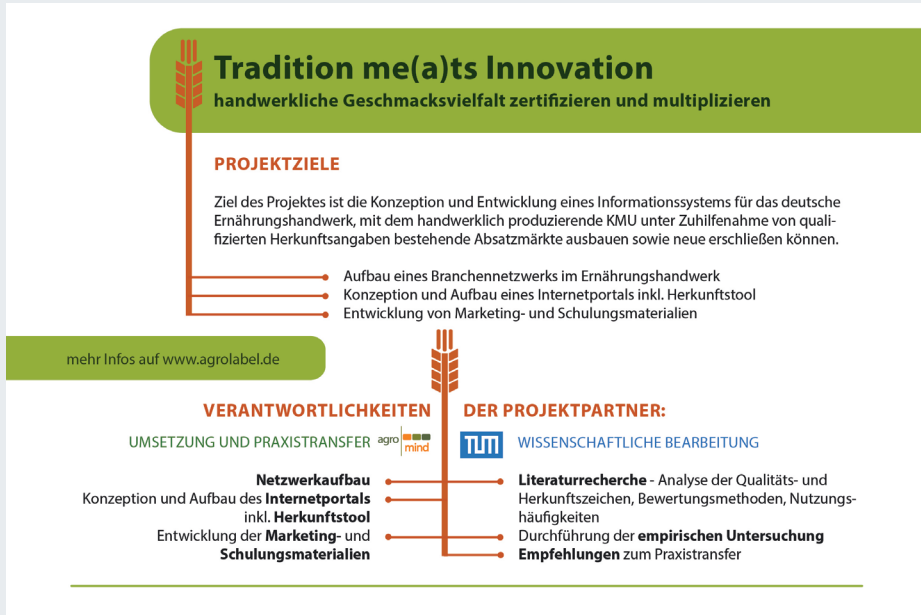 Tradition me(a)ts Innovation
handwerkliche Geschmacksvielfalt zertifizieren und multiplizieren
PROJEKTZIELE
Ziel des Projektes ist die Konzeption und Entwicklung eines Informationssystems für das deutsche
Ernährungshandwerk, mit dem handwerklich produzierende KMU unter Zuhilfenahme von quali-
fizierten Herkunftsangaben bestehende Absatzmärkte ausbauen sowie neue erschließen können.
Aufbau eines Branchennetzwerks im Ernährungshandwerk
Konzeption und Aufbau eines Internetportals inkl. Herkunftstool
Entwicklung von Marketing- und Schulungsmaterialien
mehr Infos auf www.agrolabel.de
VERANTWORTLICHKEITEN DER PROJEKTPARTNER:
UMSETZUNG UND PRAXISTRANSFER
agro
mind
Netzwerkaufbau
Konzeption und Aufbau des Internetportals
inkl. Herkunftstool
Entwicklung der Marketing- und
Schulungsmaterialien
TUM
WISSENSCHAFTLICHE BEARBEITUNG
Literaturrecherche - Analyse der Qualitäts- und
Herkunftszeichen, Bewertungsmethoden, Nutzungs-
häufigkeiten
Durchführung der empirischen Untersuchung
Empfehlungen zum Praxistransfer